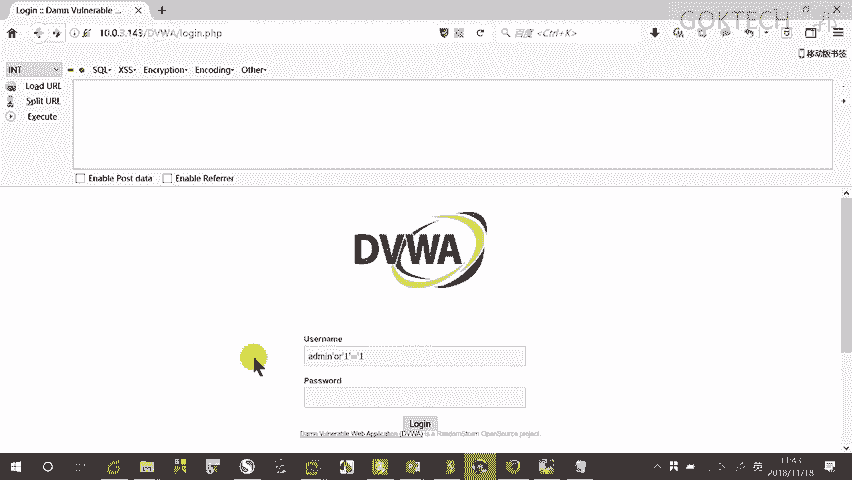 Login :: Damn Vulnerable ...
GOKTECH
10.0.3.143/DVWA/login.php
百度 <Ctrl+K>
移动版书签
INT
SQL XSS Encryption Encoding Other
Load URL
Split URL
Execute
Enable Post data Enable Referrer
DVWA
Username
admin'or'1'='1
Password
Login
Damn Vulnerable Web Application (DVWA) is a RandomStorm OpenSource project.
英
11:43
2018/11/18